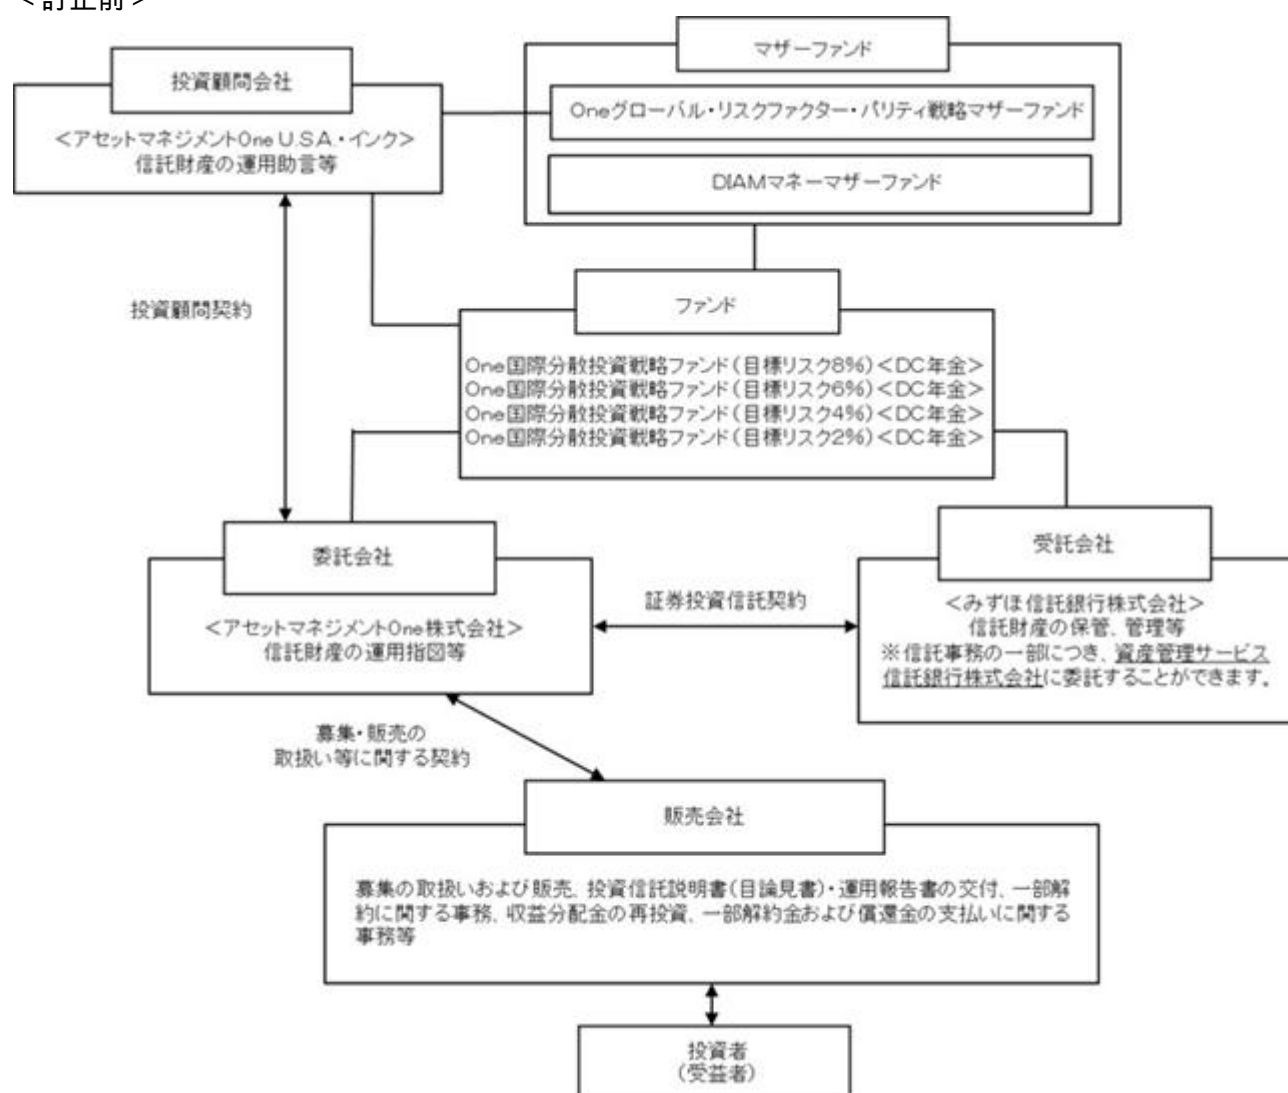 ＜訂正前＞
マザーファンド
投資顧問会社
Oneグローバル・リスクファクター・パリティ戦略マザーファンド
＜アセットマネジメントOne U.S.A.・インク＞
信託財産の運用助言等
DIAMマネーマザーファンド
投資顧問契約
ファンド
One国際分散投資戦略ファンド（目標リスク8％）＜DC年金＞
One国際分散投資戦略ファンド（目標リスク6％）＜DC年金＞
One国際分散投資戦略ファンド（目標リスク4％）＜DC年金＞
One国際分散投資戦略ファンド（目標リスク2％）＜DC年金＞
委託会社
＜アセットマネジメントOne株式会社＞
信託財産の運用指図等
証券投資信託契約
受託会社
＜みずほ信託銀行株式会社＞
信託財産の保管、管理等
※信託事務の一部につき、資産管理サービス
信託銀行株式会社に委託することができます。
募集・販売の
取扱い等に関する契約
販売会社
募集の取扱いおよび販売、投資信託説明書（目論見書）・運用報告書の交付、一部解
約に関する事務、収益分配金の再投資、一部解約金および償還金の支払いに関する
事務等
投資者
（受益者）